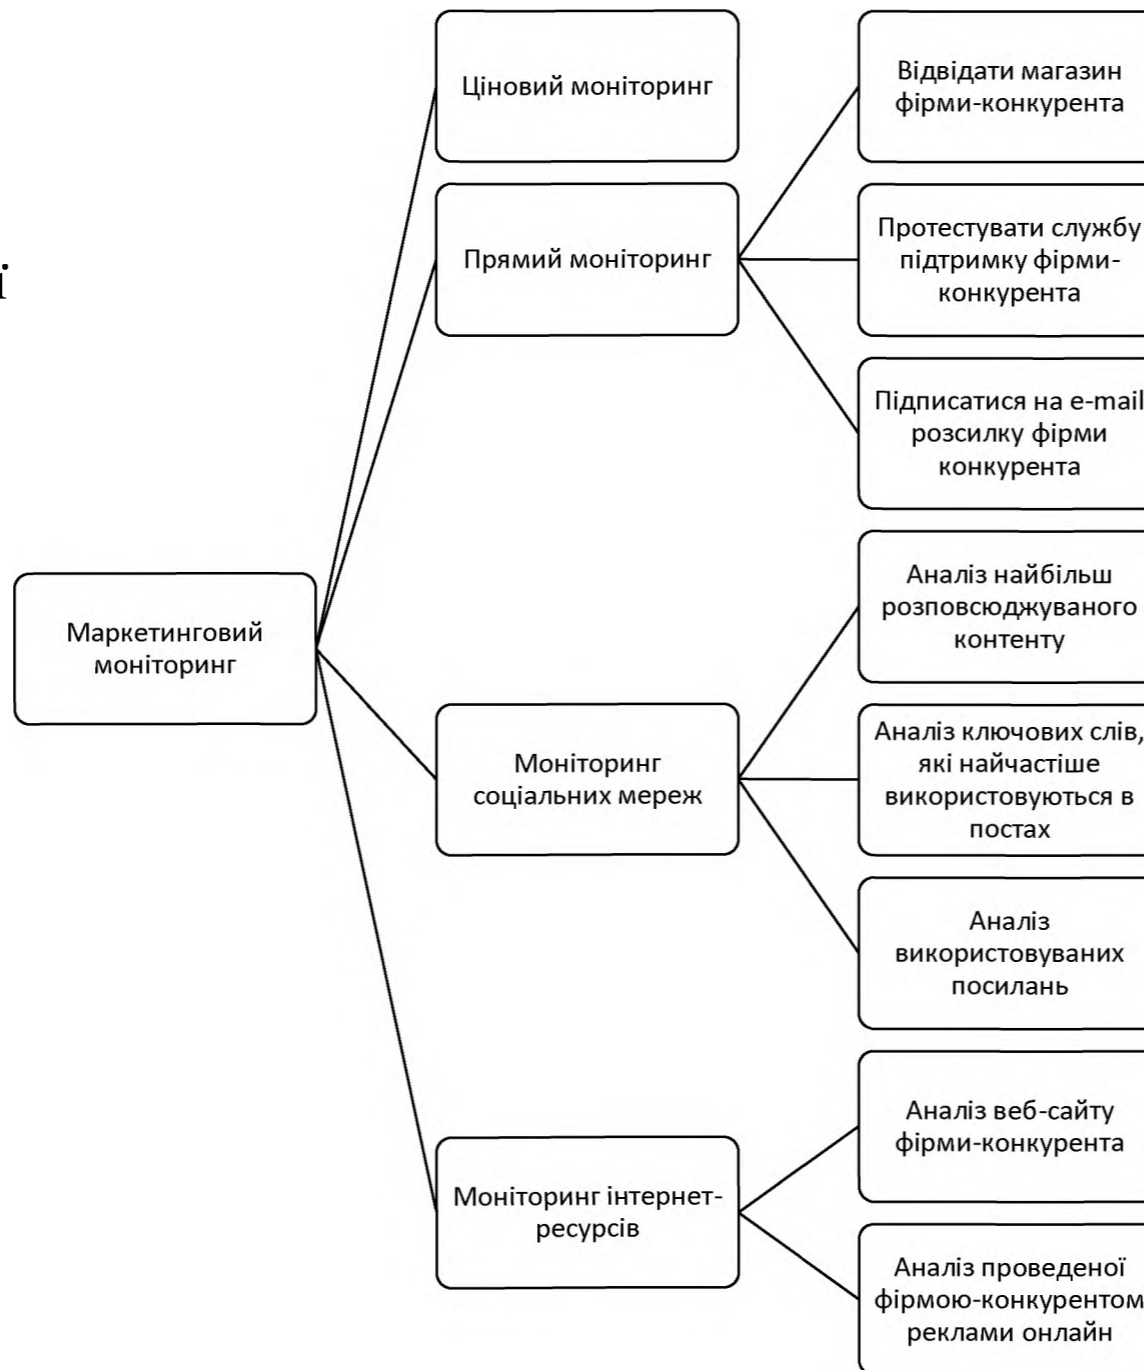 ї
Маркетинговий
моніторинг
Ціновий моніторинг
Прямий моніторинг
Відвідати магазин
фірми-конкурента
Протестувати службу
підтримку фірми-
конкурента
Підписатися на e-mail
розсилку фірми
конкурента
Моніторинг
соціальних мереж
Аналіз найбільш
розповсюджуваного
контенту
Аналіз ключових слів,
які найчастіше
використовуються в
постах
Аналіз
використовуваних
посилань
Моніторинг інтернет-
ресурсів
Аналіз веб-сайту
фірми-конкурента
Аналіз проведеної
фірмою-конкурентом
реклами онлайн